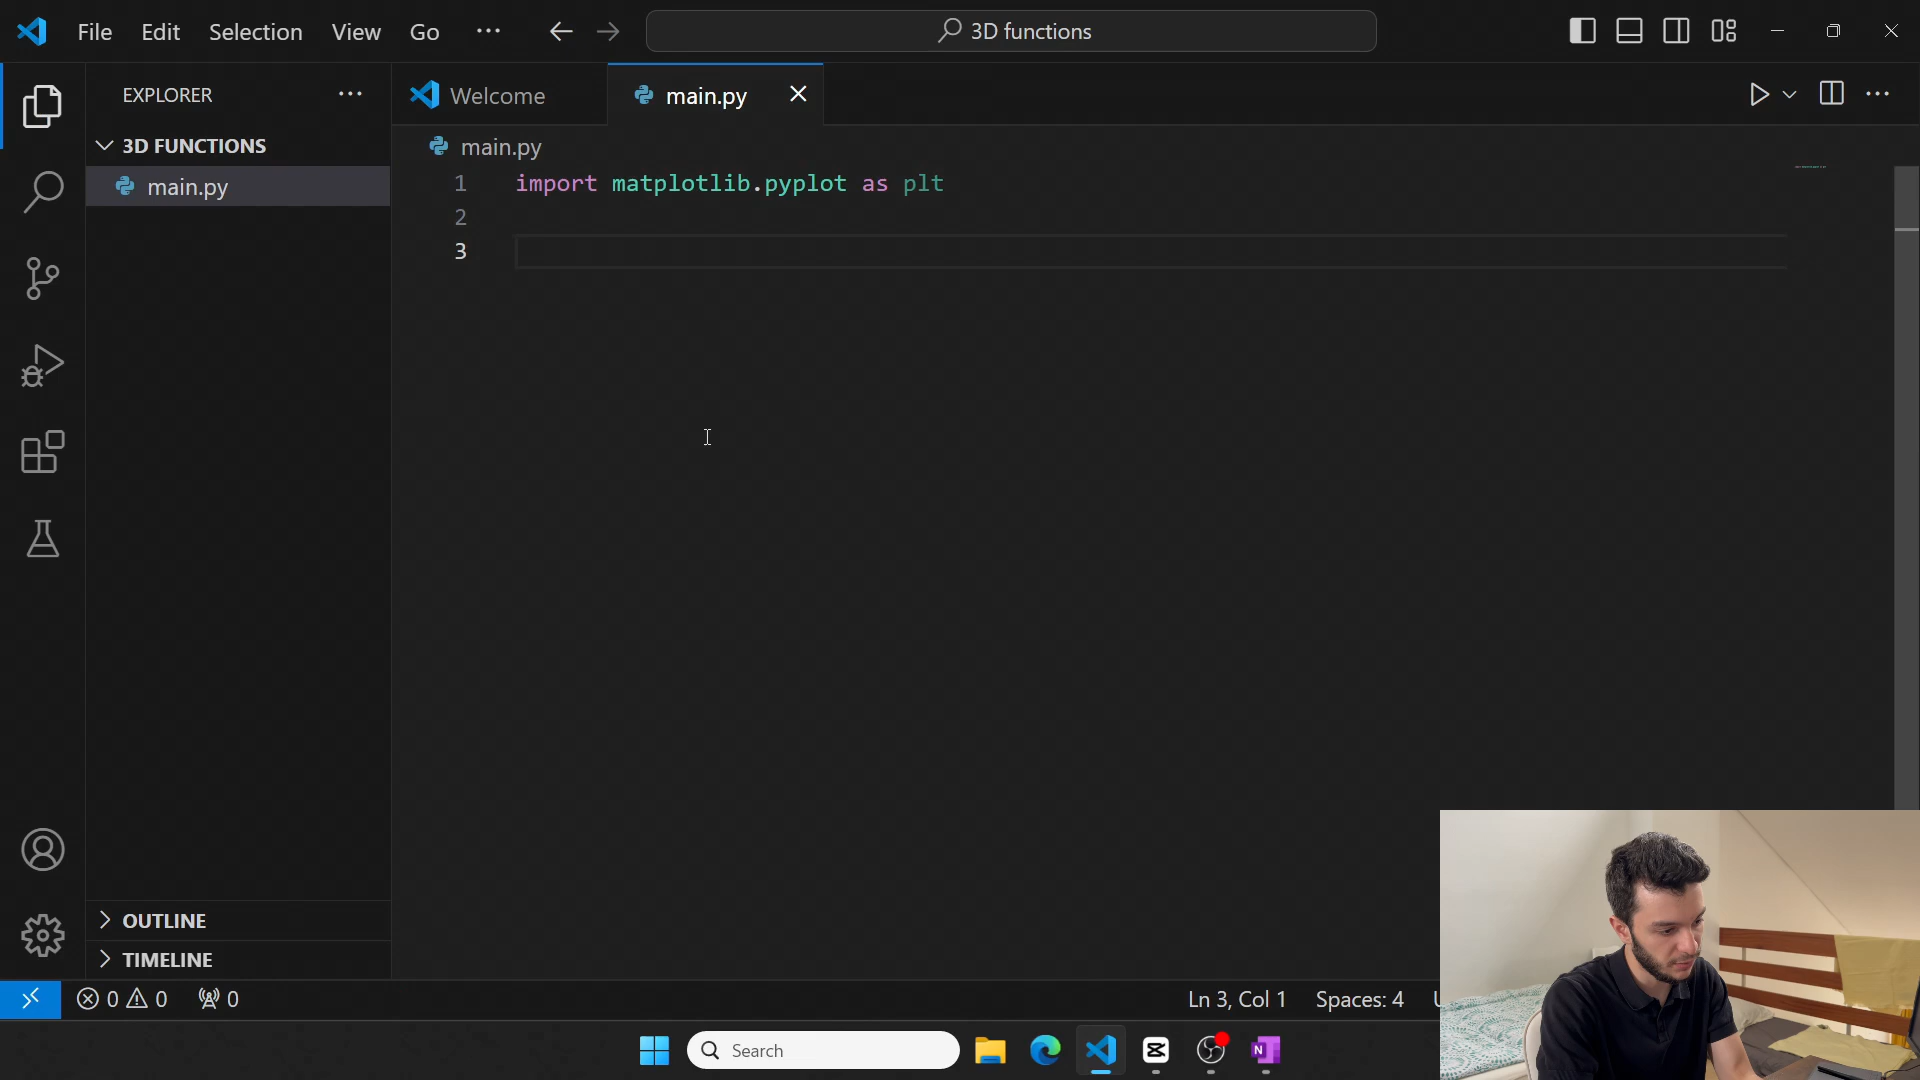 File Edit Selection View Go ··· 3D functions
EXPLORER ···
Welcome main.py
3D FUNCTIONS
main.py
main.py
1 import matplotlib.pyplot as plt
2
3
OUTLINE
TIMELINE
0 0 0 Ln 3, Col 1 Spaces: 4
Search
N